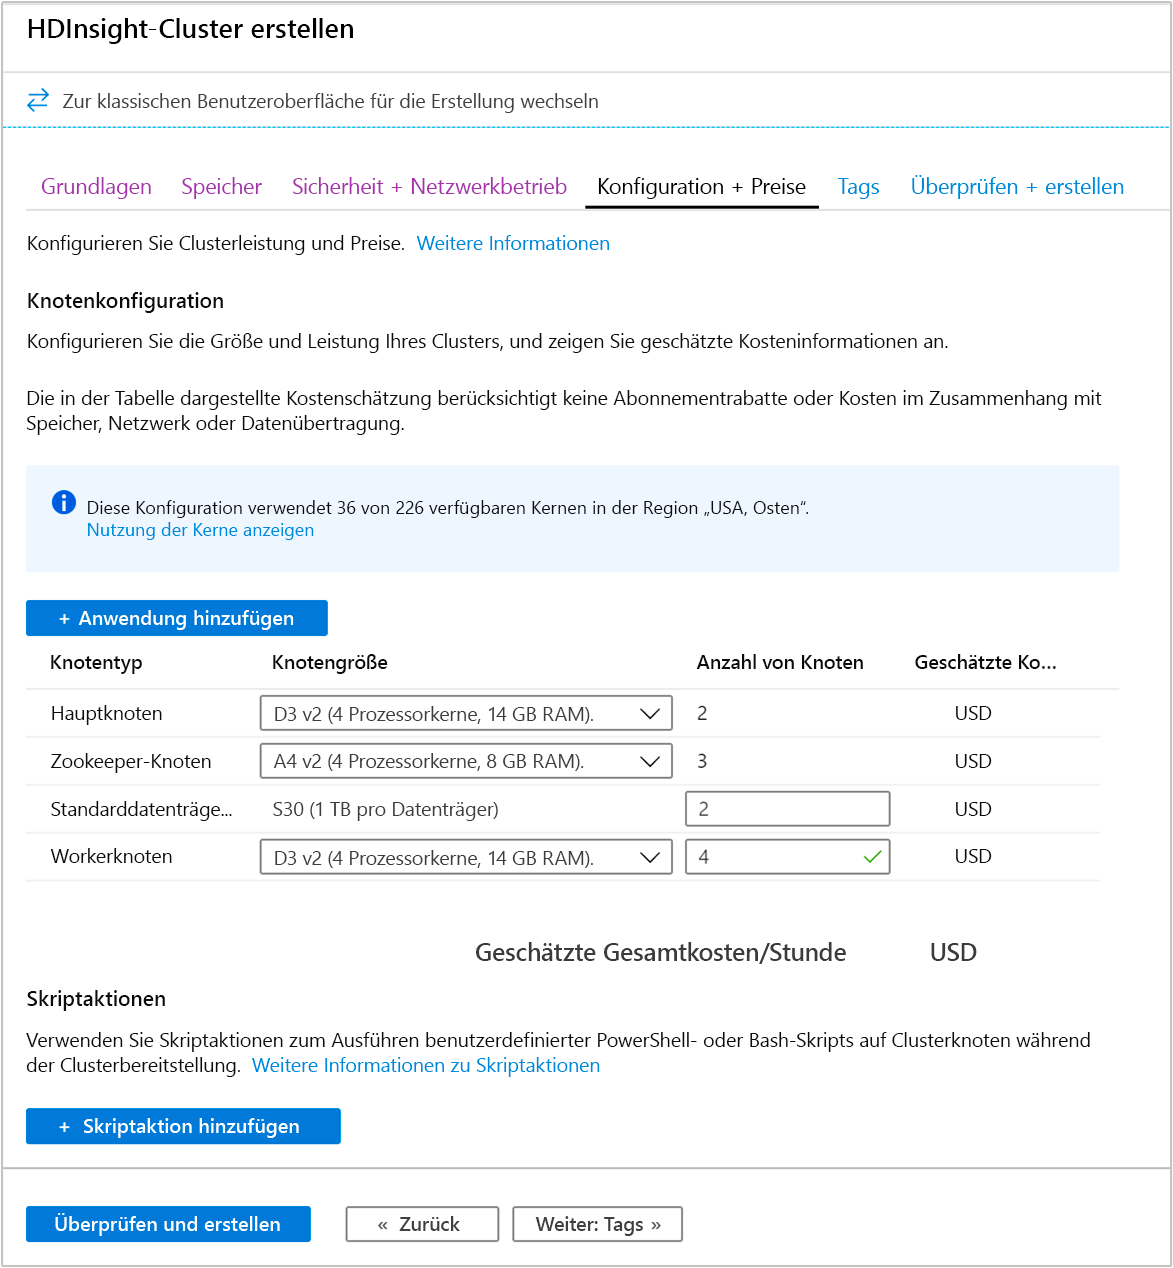 HDInsight-Cluster erstellen
Zur klassischen Benutzeroberfläche für die Erstellung wechseln
Grundlagen Speicher Sicherheit + Netzwerkbetrieb Konfiguration + Preise Tags Überprüfen + erstellen
Konfigurieren Sie Clusterleistung und Preise. Weitere Informationen
Knotenkonfiguration
Konfigurieren Sie die Größe und Leistung Ihres Clusters, und zeigen Sie geschätzte Kosteninformationen an.
Die in der Tabelle dargestellte Kostenschätzung berücksichtigt keine Abonnementrabatte oder Kosten im Zusammenhang mit
Speicher, Netzwerk oder Datenübertragung.
Diese Konfiguration verwendet 36 von 226 verfügbaren Kernen in der Region „USA, Osten“.
Nutzung der Kerne anzeigen
+ Anwendung hinzufügen
Knotentyp Knotengröße Anzahl von Knoten Geschätzte Ko...
Hauptknoten D3 v2 (4 Prozessorkerne, 14 GB RAM). 2 USD
Zookeeper-Knoten A4 v2 (4 Prozessorkerne, 8 GB RAM). 3 USD
Standarddatenträge... S30 (1 TB pro Datenträger) 2 USD
Workerknoten D3 v2 (4 Prozessorkerne, 14 GB RAM). 4 USD
Geschätzte Gesamtkosten/Stunde USD
Skriptaktionen
Verwenden Sie Skriptaktionen zum Ausführen benutzerdefinierter PowerShell- oder Bash-Skripts auf Clusterknoten während
der Clusterbereitstellung. Weitere Informationen zu Skriptaktionen
+ Skriptaktion hinzufügen
Überprüfen und erstellen « Zurück Weiter: Tags »